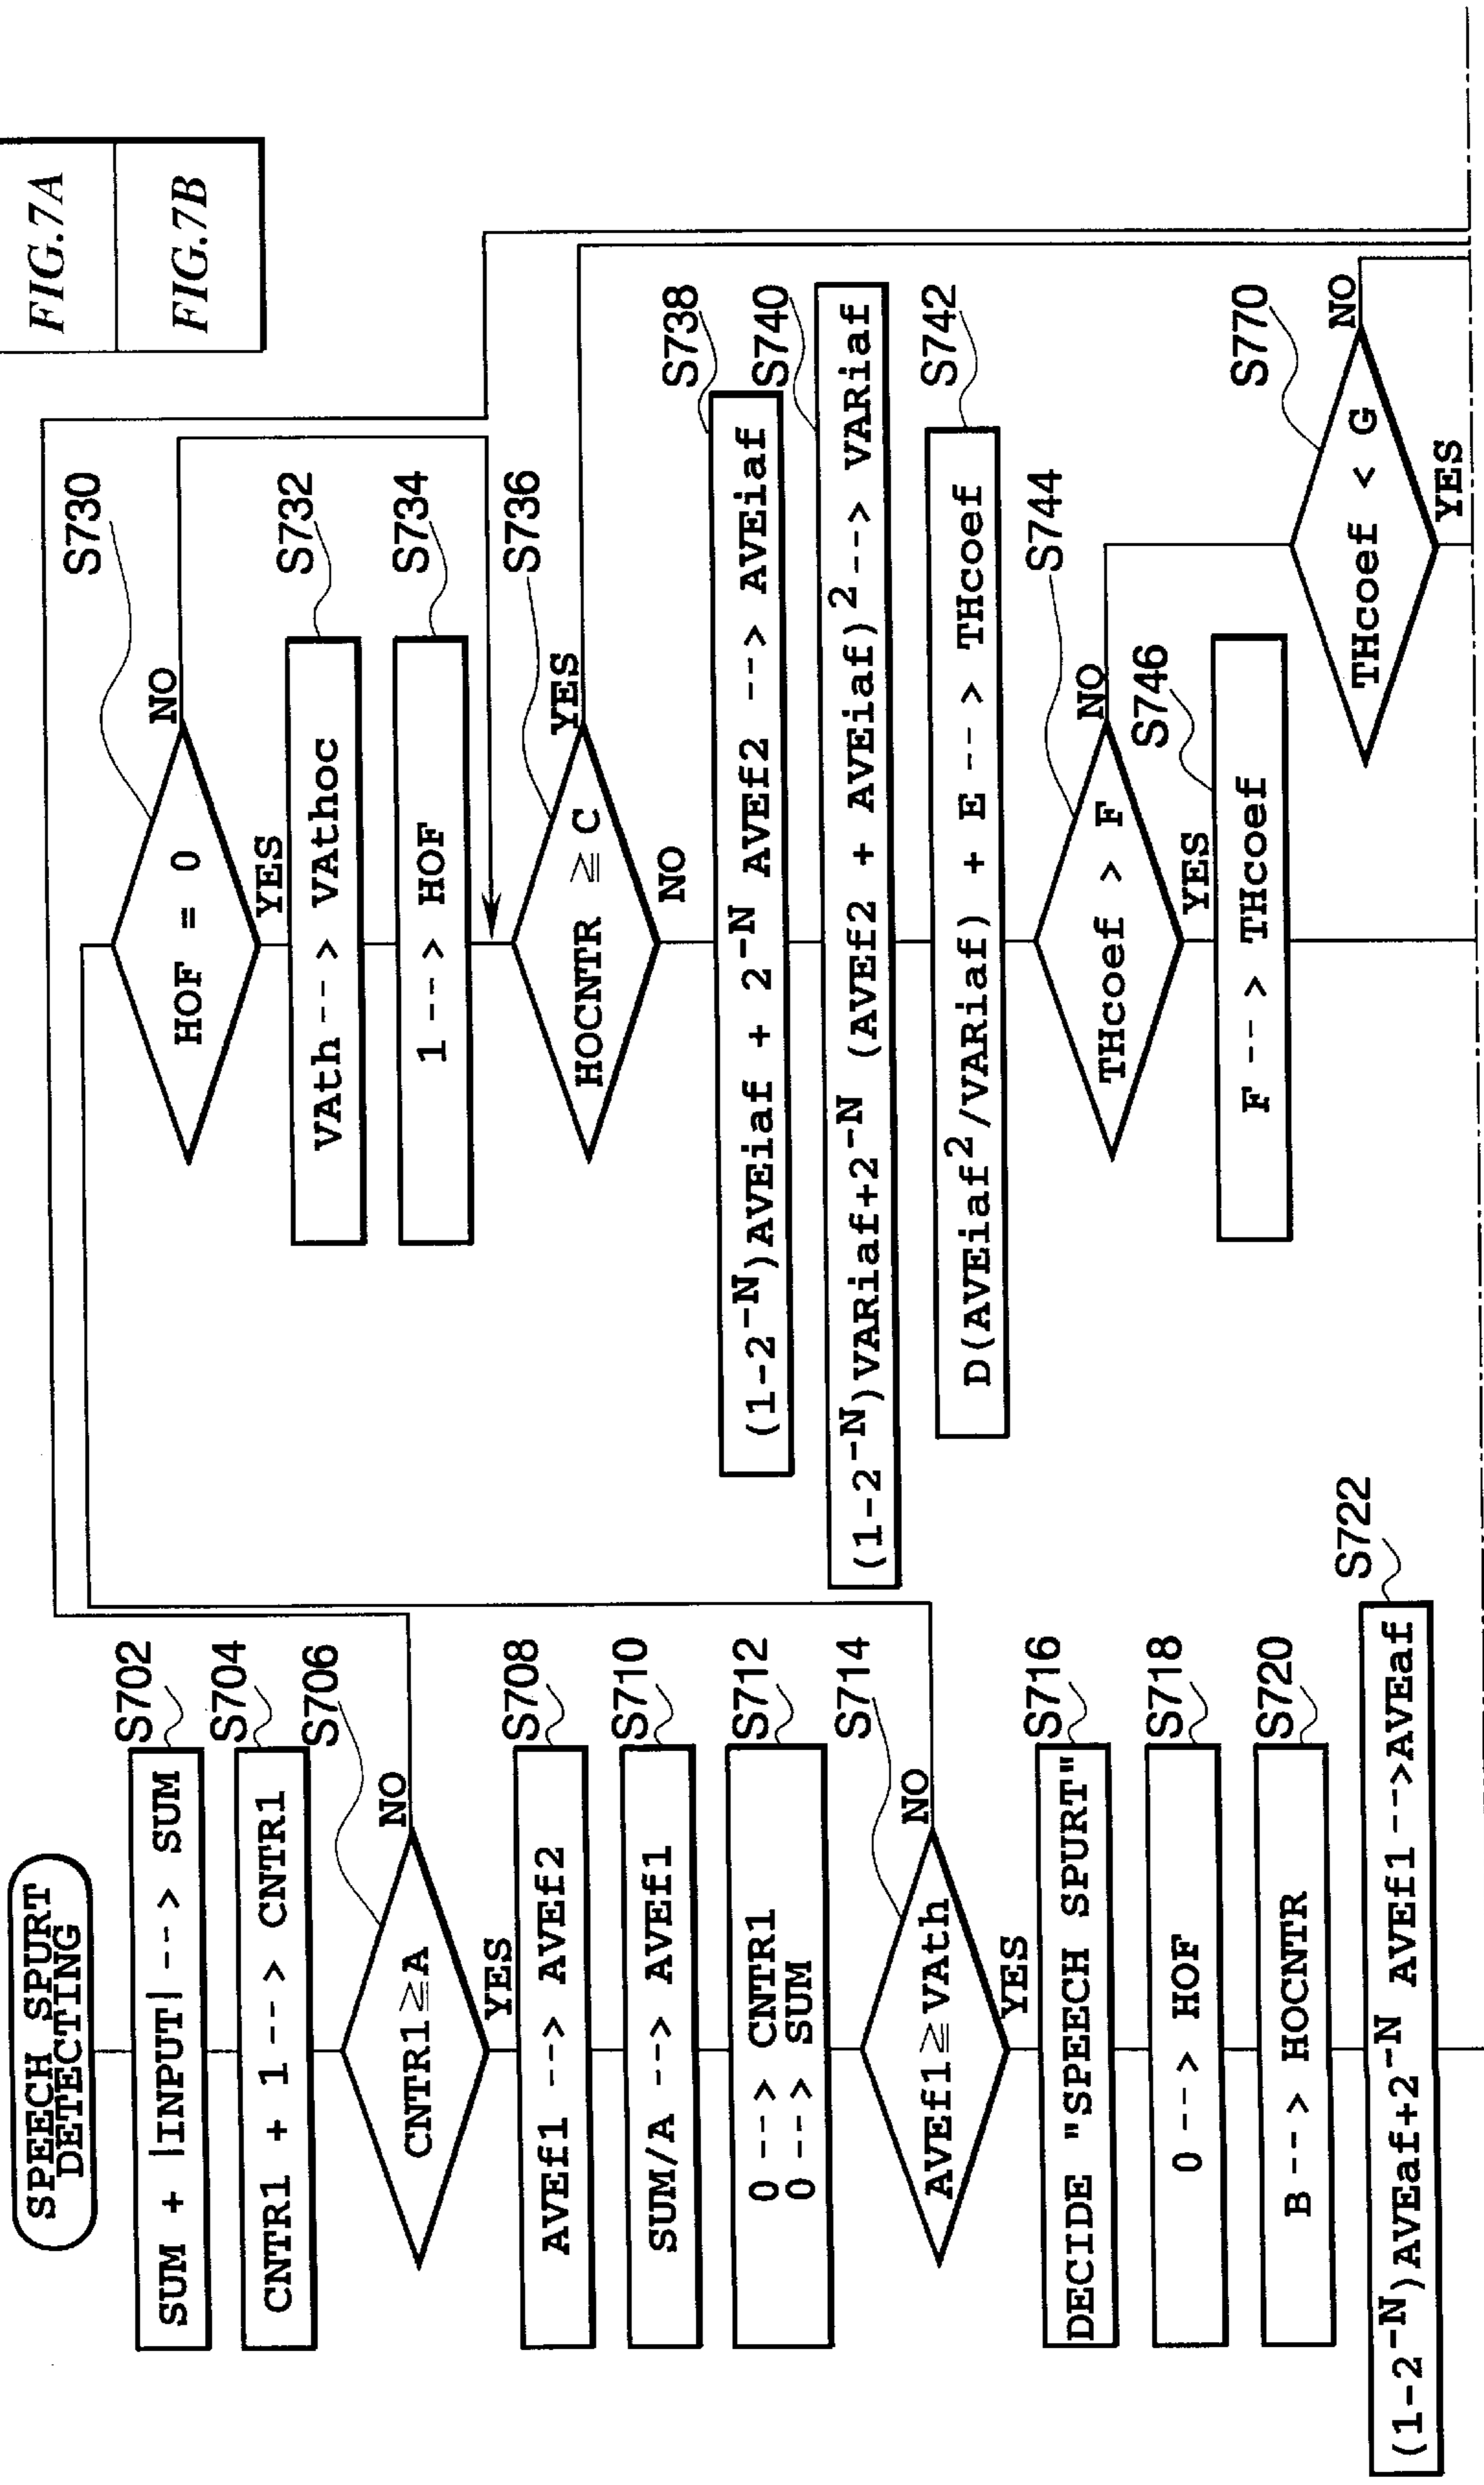 FIG.7A
FIG.7B
SPEECH SPURT
DETECTING
SUM + |INPUT| --> SUM
S702
CNTR1 + 1 --> CNTR1
S704
CNTR1≧A
S706
NO
YES
AVEf1 --> AVEf2
S708
SUM/A --> AVEf1
S710
0 --> CNTR1
0 --> SUM
S712
AVEf1≧VAth
S714
NO
YES
DECIDE "SPEECH SPURT"
S716
0 --> HOF
S718
B --> HOCNTR
S720
(1-2⁻ᴺ)AVEaf+2⁻ᴺ AVEf1 -->AVEaf
S722
HOF = 0
S730
NO
YES
VAth --> VAthoc
S732
1 --> HOF
S734
HOCNTR ≧ C
S736
YES
NO
(1-2⁻ᴺ)AVEiaf + 2⁻ᴺ AVEf2 --> AVEiaf
S738
(1-2⁻ᴺ)VARiaf+2⁻ᴺ (AVEf2 + AVEiaf)² --> VARiaf
S740
D(AVEiaf²/VARiaf) + E --> THcoef
S742
THcoef > F
S744
NO
YES
F --> THcoef
S746
THcoef < G
S770
NO
YES